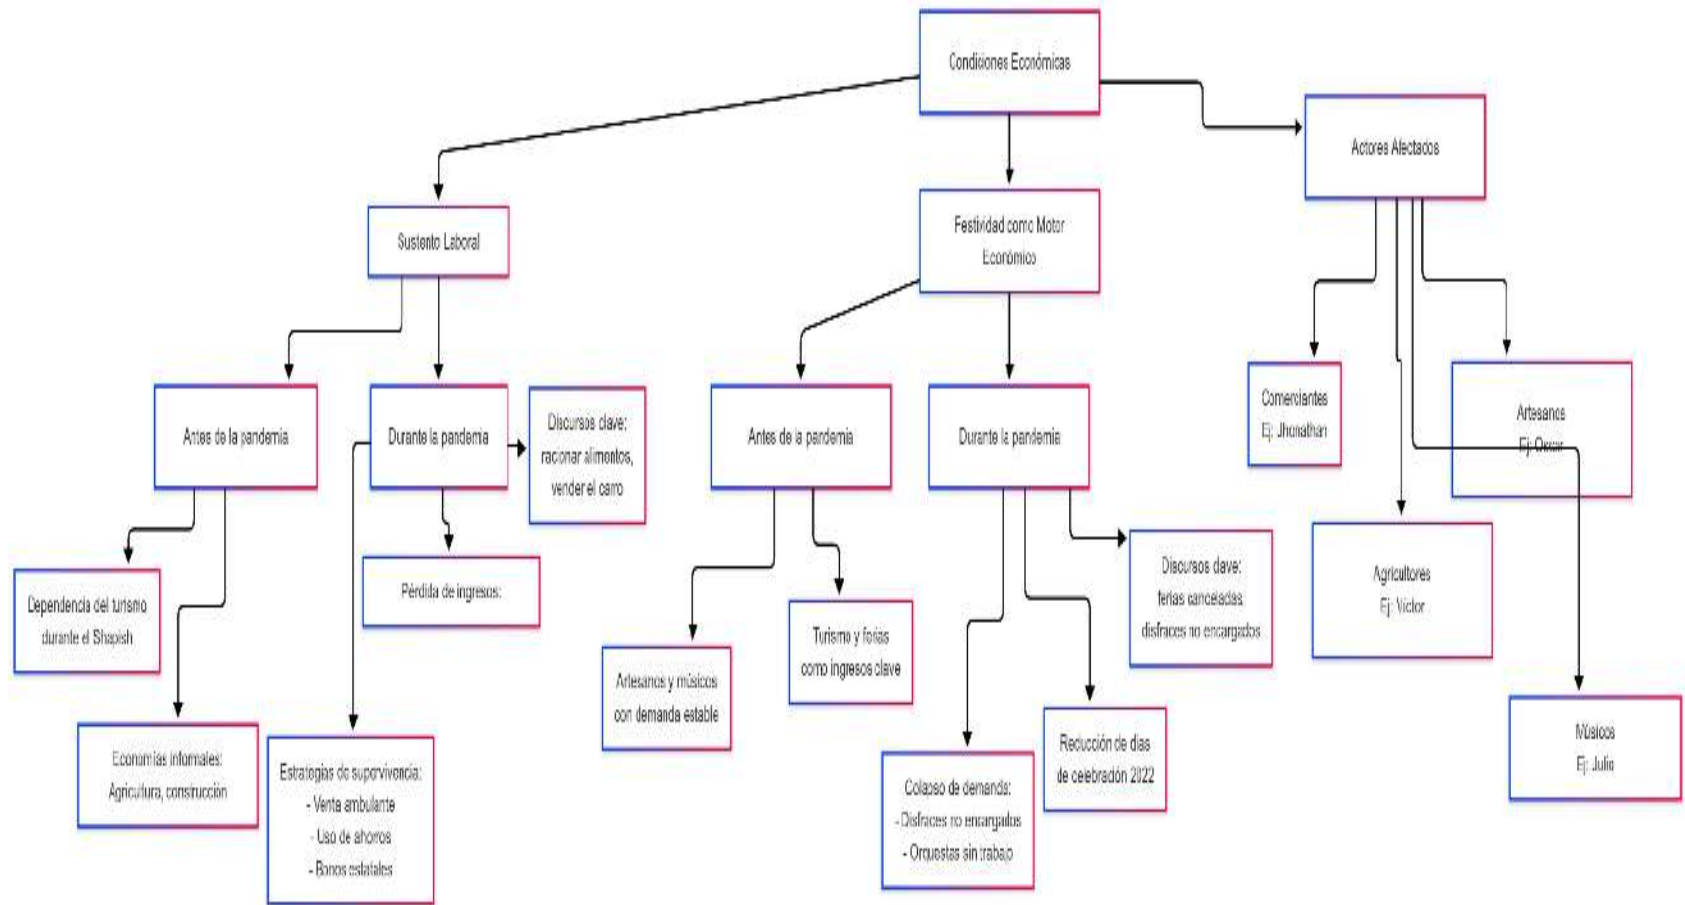 Condiciones Económicas
Actores Afectados
Sustento Laboral
Festividad como Motor
Económico
Antes de la pandemia
Durante la pandemia
Discursos clave:
racionar alimentos,
vender el carro
Antes de la pandemia
Durante la pandemia
Comerciantes
Ej: Jhonathan
Artesanos
Ej: Oscar
Dependencia del turismo
durante el Shapish
Pérdida de ingresos:
Artesanos y músicos
con demanda estable
Turismo y ferias
como ingresos clave
Discursos clave:
ferias canceladas,
disfraces no encargados
Agricultores
Ej: Víctor
Economías informales:
Agricultura, construcción
Estrategias de supervivencia:
- Venta ambulante
- Uso de ahorros
- Bonos estatales
Colapso de demanda:
- Disfraces no encargados
- Orquestas sin trabajo
Reducción de días
de celebración 2022
Músicos
Ej: Julio